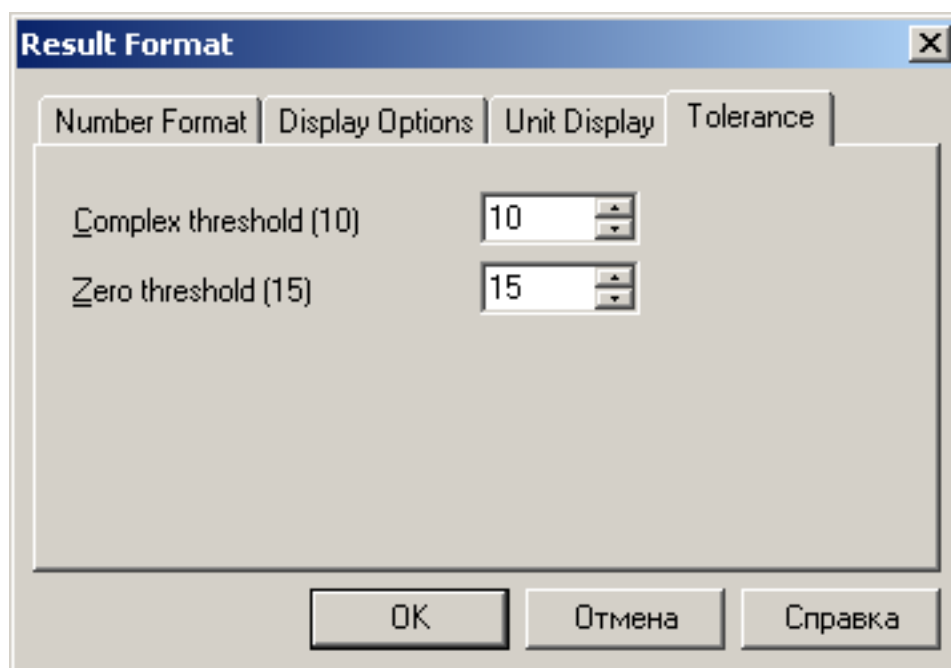 Result Format
Number Format Display Options Unit Display Tolerance
Complex threshold (10) 10
Zero threshold (15) 15
OK Отмена Справка